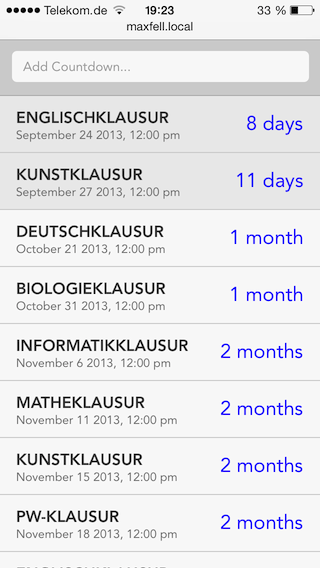 Telekom.de 19:23 33 %
maxfell.local
Add Countdown...
ENGLISCHKLAUSUR
September 24 2013, 12:00 pm
8 days
KUNSTKLAUSUR
September 27 2013, 12:00 pm
11 days
DEUTSCHKLAUSUR
October 21 2013, 12:00 pm
1 month
BIOLOGIEKLAUSUR
October 31 2013, 12:00 pm
1 month
INFORMATIKKLAUSUR
November 6 2013, 12:00 pm
2 months
MATHEKLAUSUR
November 11 2013, 12:00 pm
2 months
KUNSTKLAUSUR
November 15 2013, 12:00 pm
2 months
PW-KLAUSUR
November 18 2013, 12:00 pm
2 months